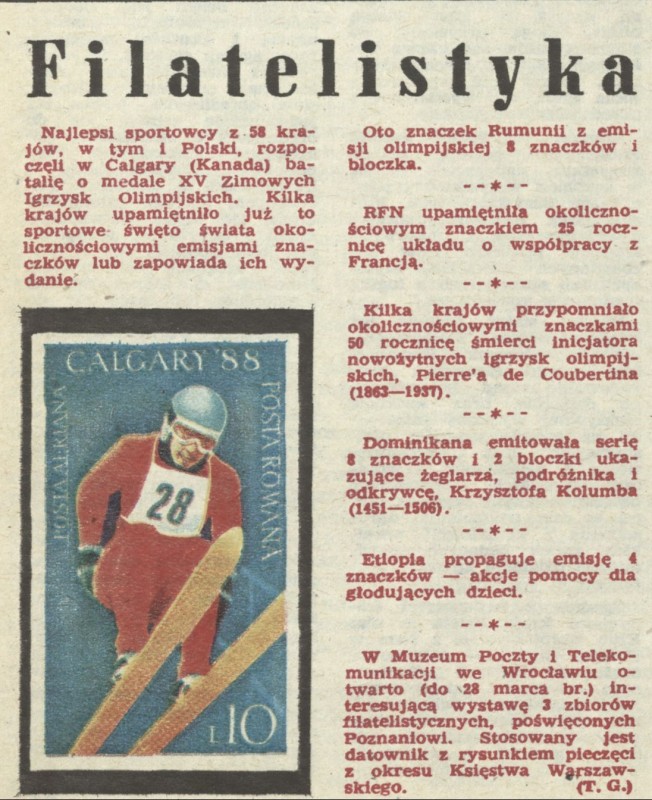 Filatelistyka
Najlepsi sportowcy z 58 kra-
jów, w tym i Polski, rozpo-
częli w Calgary (Kanada) ba-
talię o medale XV Zimowych
Igrzysk Olimpijskich. Kilka
krajów upamiętniło już to
sportowe święto świata oko-
licznościowymi emisjami zna-
czków lub zapowiada ich wy-
danie.
CALGARY '88
POSTA AERIANA
POSTA ROMANA
28
L10
Oto znaczek Rumunii z emi-
sji olimpijskiej 8 znaczków i
bloczka.
--*--
RFN upamiętniła okoliczno-
ściowym znaczkiem 25 rocz-
nicę układu o współpracy z
Francją.
--*--
Kilka krajów przypomniało
okolicznościowymi znaczkami
50 rocznicę śmierci inicjatora
nowożytnych igrzysk olimpij-
skich, Pierre'a de Coubertina
(1863—1937).
--*--
Dominikana emitowała serię
8 znaczków i 2 bloczki uka-
zujące żeglarza, podróżnika i
odkrywcę, Krzysztofa Kolumba
(1451—1506).
--*--
Etiopia propaguje emisję 4
znaczków — akcje pomocy dla
głodujących dzieci.
--*--
W Muzeum Poczty i Teleko-
munikacji we Wrocławiu o-
twarto (do 28 marca br.) in-
teresującą wystawę 3 zbiorów
filatelistycznych, poświęconych
Poznaniowi. Stosowany jest
datownik z rysunkiem pieczęci
z okresu Księstwa Warszaw-
skiego. (T. G.)